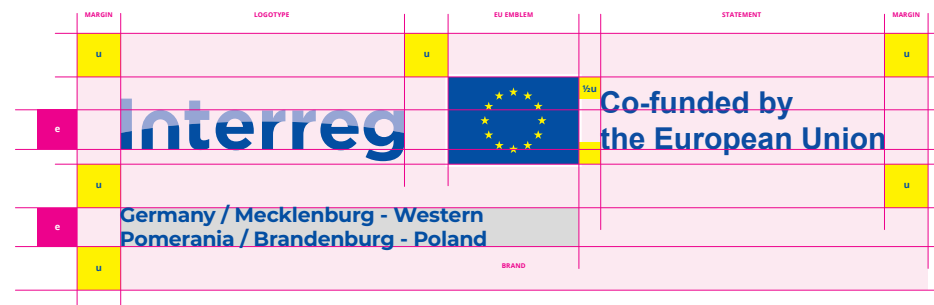 MARGIN LOGOTYPE EU EMBLEM STATEMENT MARGIN
u u u
½u
Interreg
Co-funded by
the European Union
e
u u
e
Germany / Mecklenburg - Western
Pomerania / Brandenburg - Poland
u
BRAND